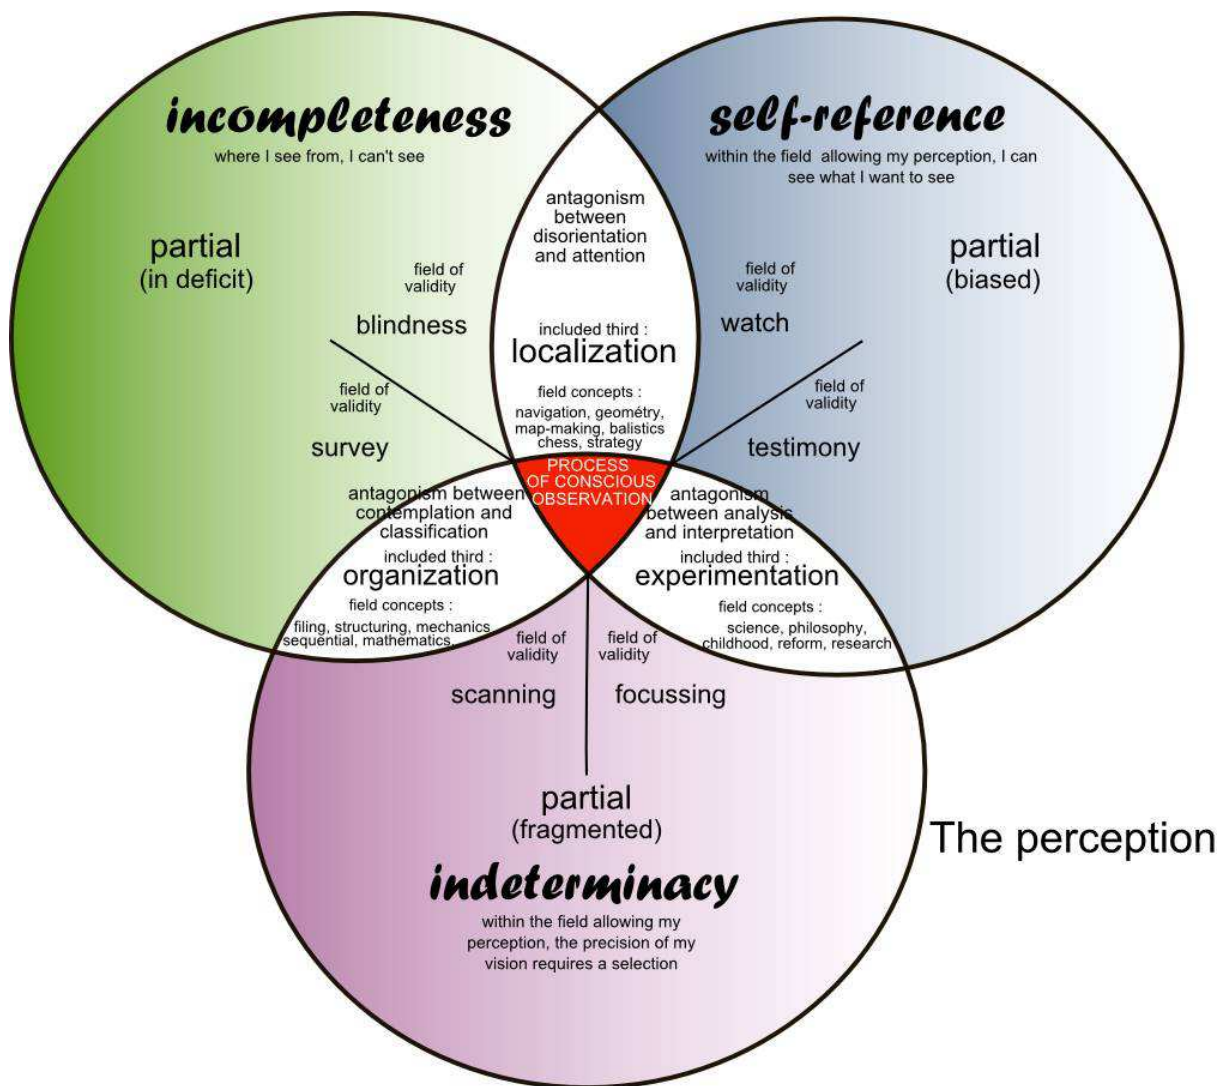 incompleteness
where I see from, I can't see
partial
(in deficit)
field of
validity
blindness
field of
validity
survey
self-reference
within the field allowing my perception, I can
see what I want to see
partial
(biased)
field of
validity
watch
field of
validity
testimony
antagonism
between
disorientation
and attention
included third :
localization
field concepts :
navigation, geométry,
map-making, balistics
chess, strategy
PROCESS
OF CONSCIOUS
OBSERVATION
antagonism between
contemplation and
classification
included third :
organization
field concepts :
filing, structuring, mechanics
sequential, mathematics,
antagonism
between analysis
and interpretation
included third :
experimentation
field concepts :
science, philosophy,
childhood, reform, research
field of
validity
scanning
field of
validity
focussing
partial
(fragmented)
indeterminacy
within the field allowing my
perception, the precision of my
vision requires a selection
The perception